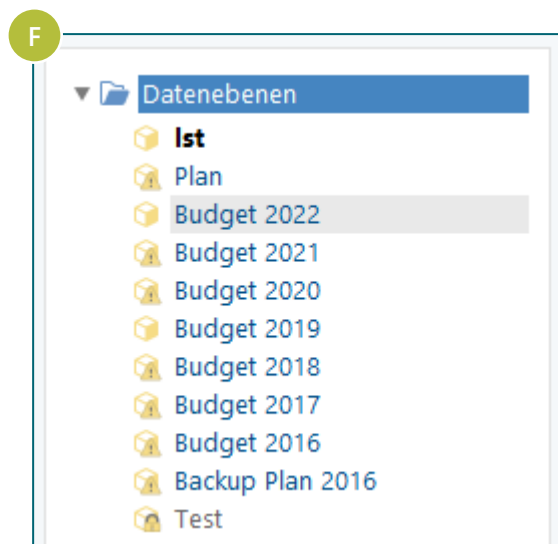 F
Datenebenen
Ist
Plan
Budget 2022
Budget 2021
Budget 2020
Budget 2019
Budget 2018
Budget 2017
Budget 2016
Backup Plan 2016
Test